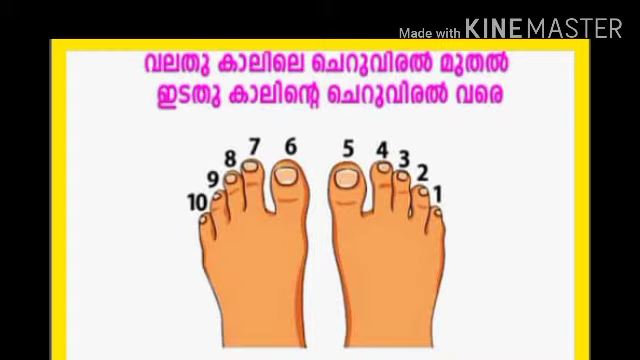 Made with KINEMASTER
വലതു കാലിലെ ചെറുവിരൽ മുതൽ
ഇടതു കാലിന്റെ ചെറുവിരൽ വരെ
10 9 8 7 6 5 4 3 2 1